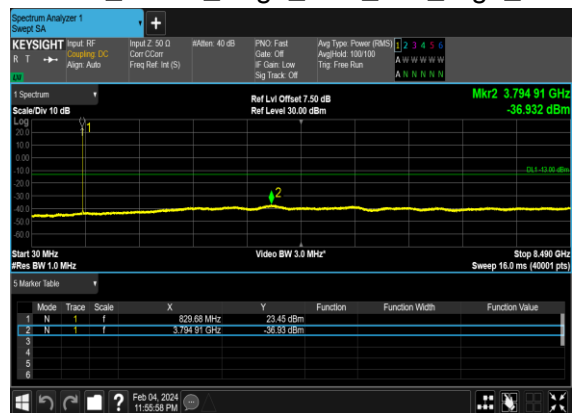 Spectrum Analyzer 1
Swept SA
KEYSIGHT Input: RF Input Z: 50 Ω #Atten: 40 dB PNO: Fast Avg Type: Power (RMS) 1 2 3 4 5 6
R T Coupling: DC Corr CCorr Gate: Off Avg|Hold: 100/100 A W W W W W
Align: Auto Freq Ref: Int (S) IF Gain: Low Trig: Free Run
Sig Track: Off A N N N N N
1 Spectrum Ref Lvl Offset 7.50 dB Mkr2 3.794 91 GHz
Scale/Div 10 dB Ref Level 30.00 dBm -36.932 dBm
Log
20.0
10.0
0.00
-10.0
-20.0
-30.0
-40.0
-50.0
-60.0
1
DL1 -13.00 dBm
2
Start 30 MHz Video BW 3.0 MHz* Stop 8.490 GHz
#Res BW 1.0 MHz Sweep 16.0 ms (40001 pts)
5 Marker Table
Mode Trace Scale X Y Function Function Width Function Value
1 N 1 f 829.68 MHz 23.45 dBm
2 N 1 f 3.794 91 GHz -36.93 dBm
3
4
5
6
? Feb 04, 2024
11:55:58 PM